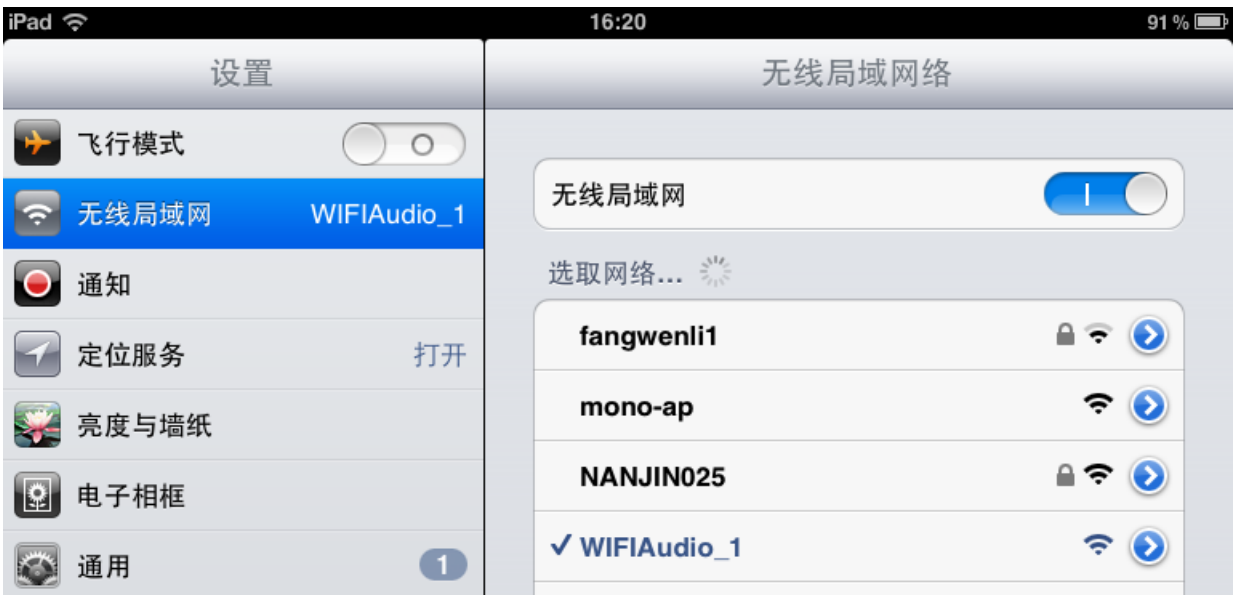 iPad 16:20 91%
设置
飞行模式
无线局域网 WIFIAudio_1
通知
定位服务 打开
亮度与墙纸
电子相框
通用 1
无线局域网络
无线局域网
选取网络...
fangwenli1
mono-ap
NANJIN025
WIFIAudio_1